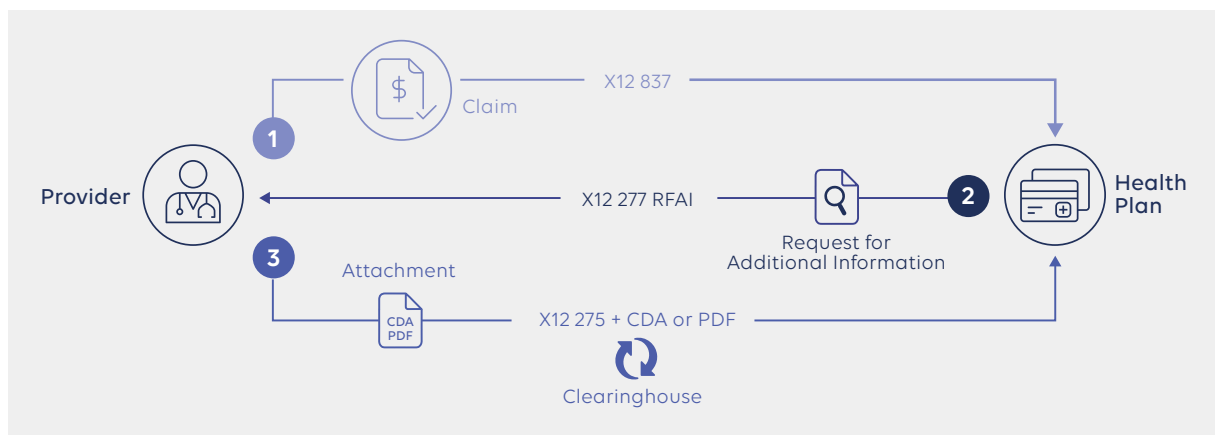 $
X12 837
Claim
1
Provider
X12 277 RFAI
2
Health
Plan
Request for
Additional Information
3
Attachment
CDA
PDF
X12 275 + CDA or PDF
Clearinghouse